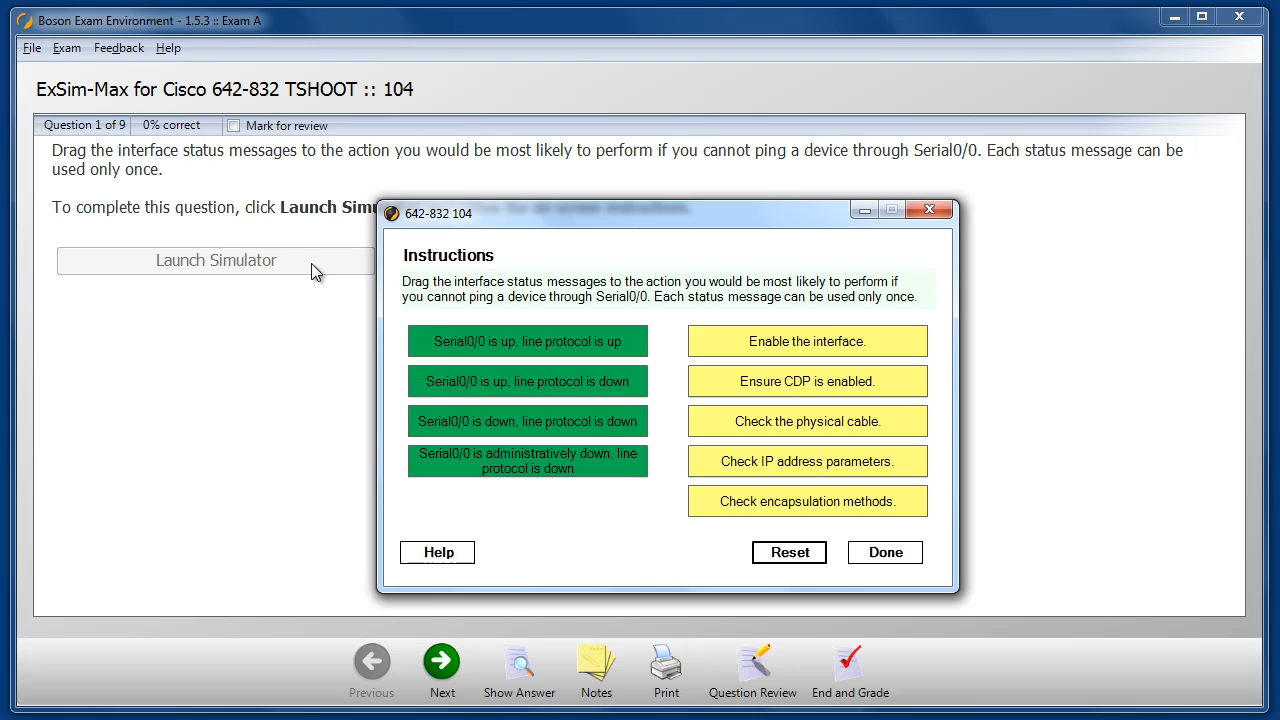 Boson Exam Environment - 1.5.3 :: Exam A
File Exam Feedback Help
ExSim-Max for Cisco 642-832 TSHOOT :: 104
Question 1 of 9 0% correct Mark for review
Drag the interface status messages to the action you would be most likely to perform if you cannot ping a device through Serial0/0. Each status message can be
used only once.
To complete this question, click Launch Simu
Launch Simulator
642-832 104
Instructions
Drag the interface status messages to the action you would be most likely to perform if
you cannot ping a device through Serial0/0. Each status message can be used only once.
Serial0/0 is up, line protocol is up
Enable the interface.
Serial0/0 is up, line protocol is down
Ensure CDP is enabled.
Serial0/0 is down, line protocol is down
Check the physical cable.
Serial0/0 is administratively down, line
protocol is down
Check IP address parameters.
Check encapsulation methods.
Help Reset Done
Previous Next Show Answer Notes Print Question Review End and Grade